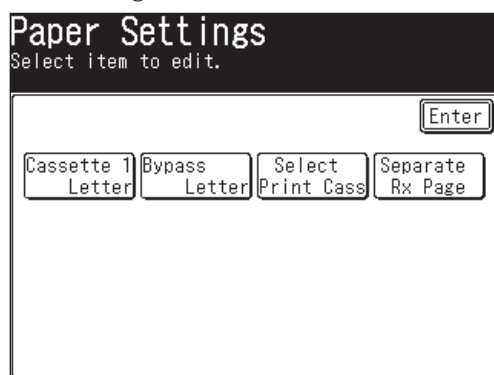 Paper Settings
Select item to edit.
Enter
Cassette 1 Bypass Select Separate
Letter Letter Print Cass Rx Page